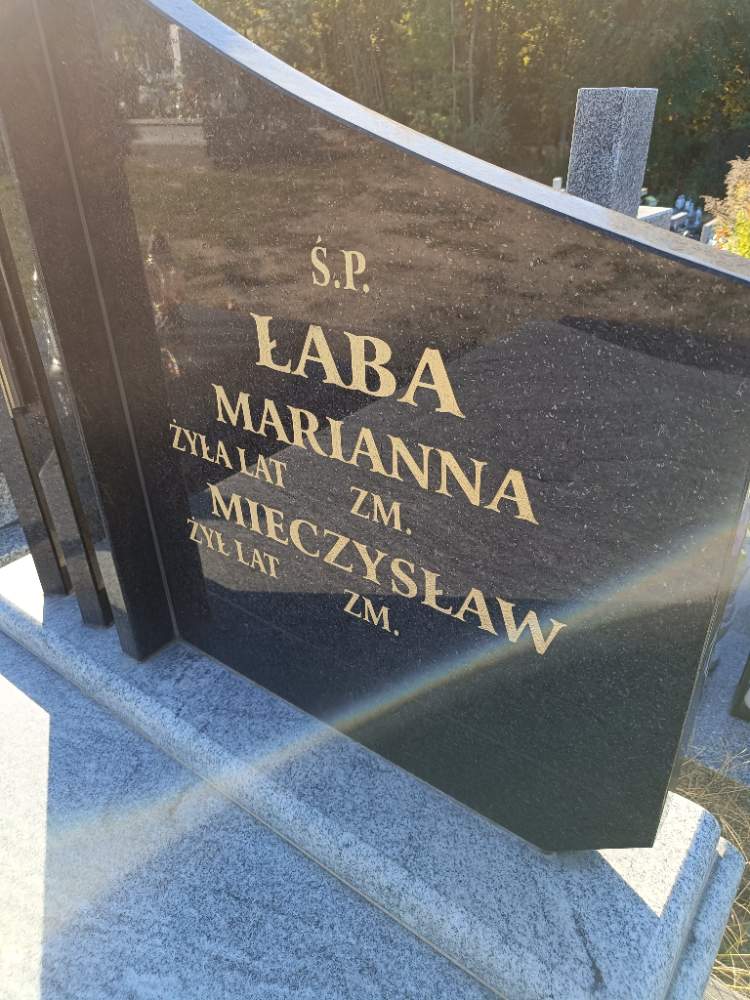 Ś.P.
ŁABA
MARIANNA
ŻYŁA LAT ZM.
MIECZYSŁAW
ŻYŁ LAT ZM.